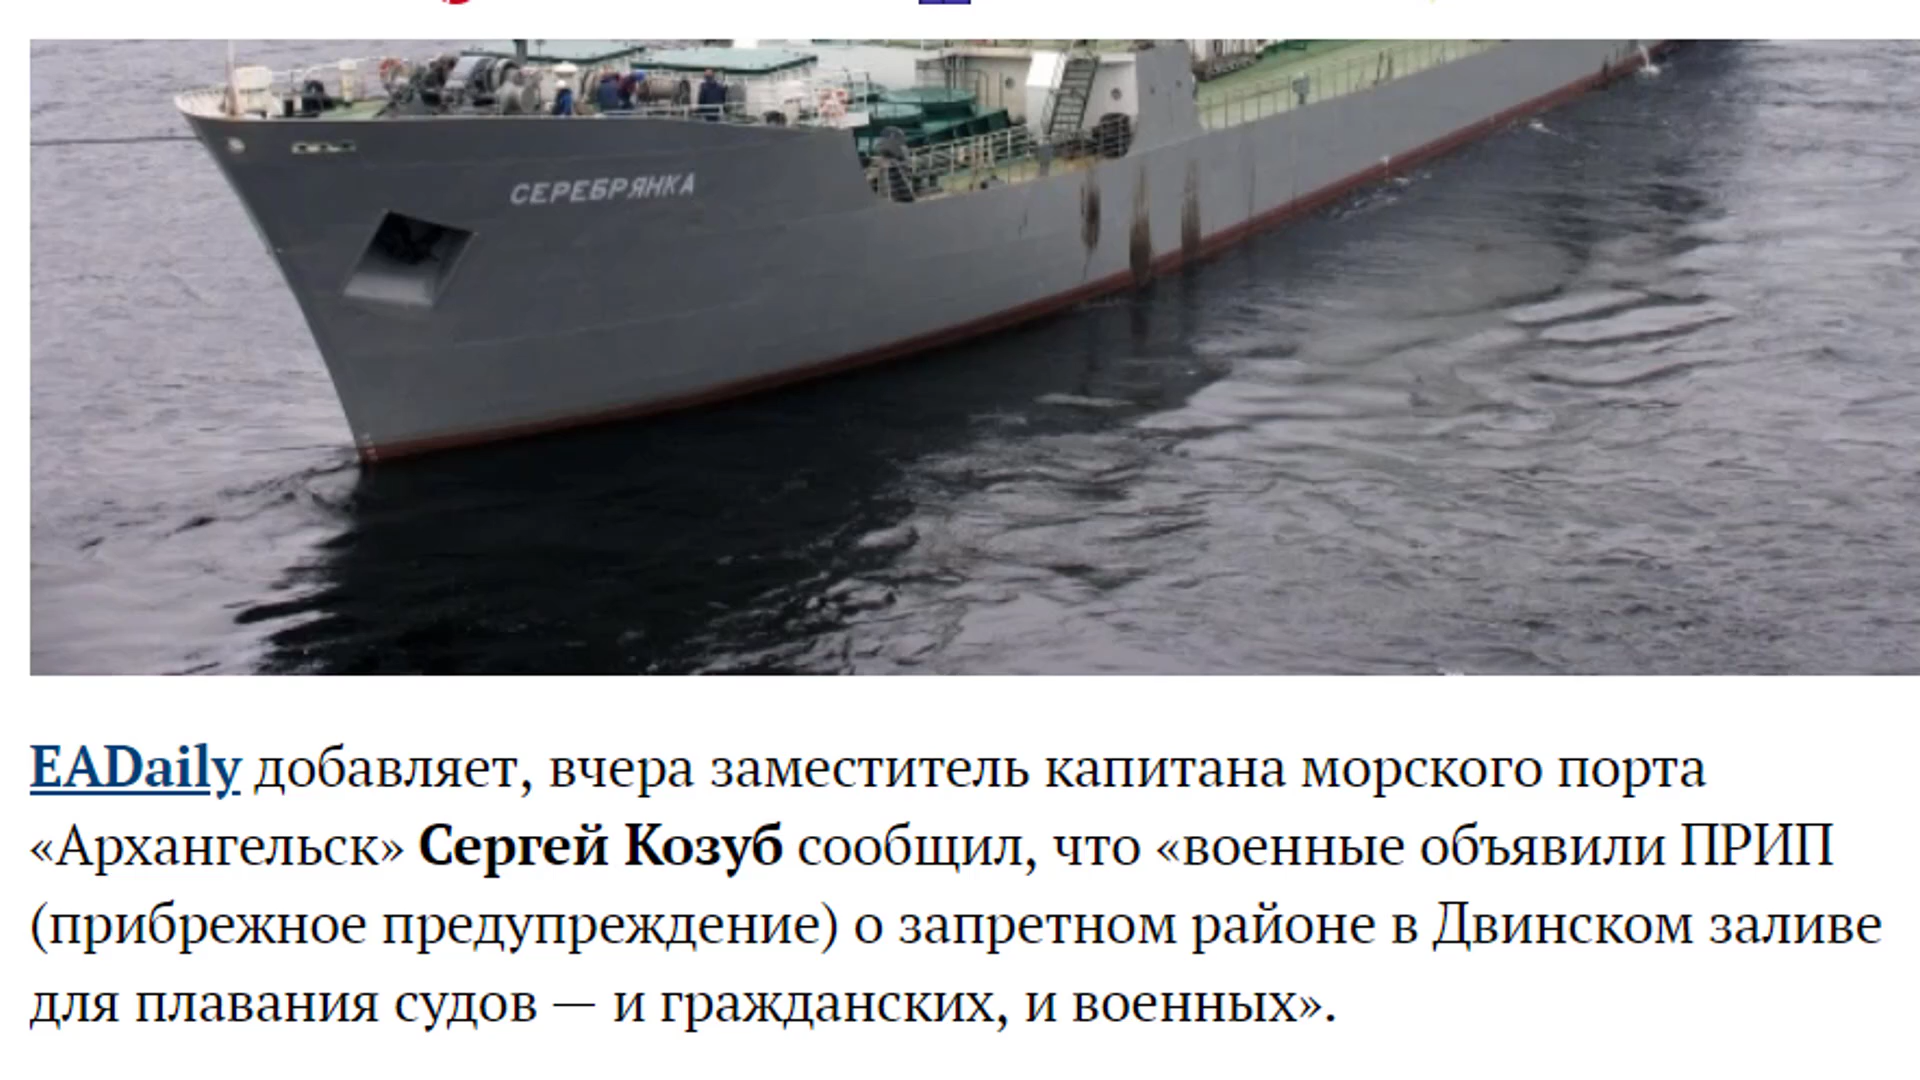 СЕРЕБРЯНКА
EADaily добавляет, вчера заместитель капитана морского порта
«Архангельск» Сергей Козуб сообщил, что «военные объявили ПРИП
(прибрежное предупреждение) о запретном районе в Двинском заливе
для плавания судов — и гражданских, и военных».